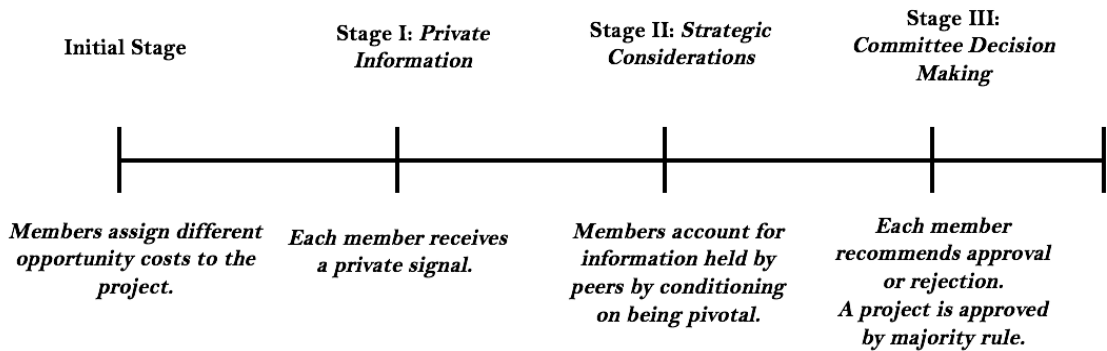 Initial Stage
Stage I: Private
Information
Stage II: Strategic
Considerations
Stage III:
Committee Decision
Making
Members assign different
opportunity costs to the
project.
Each member receives
a private signal.
Members account for
information held by
peers by conditioning
on being pivotal.
Each member
recommends approval
or rejection.
A project is approved
by majority rule.